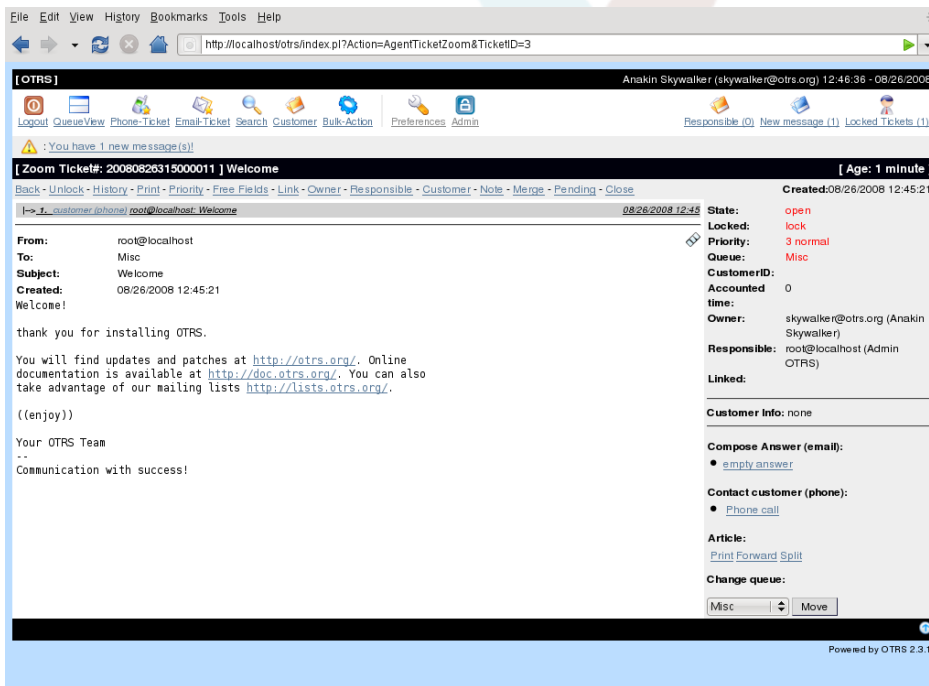 File Edit View History Bookmarks Tools Help
http://localhost/otrs/index.pl?Action=AgentTicketZoom&TicketID=3
[ OTRS ] Anakin Skywalker (skywalker@otrs.org) 12:46:36 - 08/26/2008
Logout QueueView Phone-Ticket Email-Ticket Search Customer Bulk-Action Preferences Admin Responsible (0) New message (1) Locked Tickets (1)
: You have 1 new message(s)!
[ Zoom Ticket#: 20080826315000011 ] Welcome [ Age: 1 minute
Back - Unlock - History - Print - Priority - Free Fields - Link - Owner - Responsible - Customer - Note - Merge - Pending - Close Created:08/26/2008 12:45:21
|--> 1. customer (phone) root@localhost: Welcome 08/26/2008 12:45
From: root@localhost
To: Misc
Subject: Welcome
Created: 08/26/2008 12:45:21
Welcome!
thank you for installing OTRS.
You will find updates and patches at http://otrs.org/. Online
documentation is available at http://doc.otrs.org/. You can also
take advantage of our mailing lists http://lists.otrs.org/.
((enjoy))
Your OTRS Team
--
Communication with success!
State: open
Locked: lock
Priority: 3 normal
Queue: Misc
CustomerID:
Accounted 0
time:
Owner: skywalker@otrs.org (Anakin
Skywalker)
Responsible: root@localhost (Admin
OTRS)
Linked:
Customer Info: none
Compose Answer (email):
empty answer
Contact customer (phone):
Phone call
Article:
Print Forward Split
Change queue:
Misc Move
Powered by OTRS 2.3.1